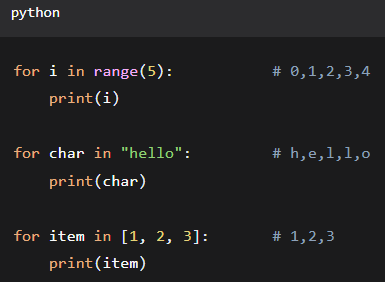 python
for i in range(5):           # 0,1,2,3,4
    print(i)
for char in "hello":         # h,e,l,l,o
    print(char)
for item in [1, 2, 3]:       # 1,2,3
    print(item)